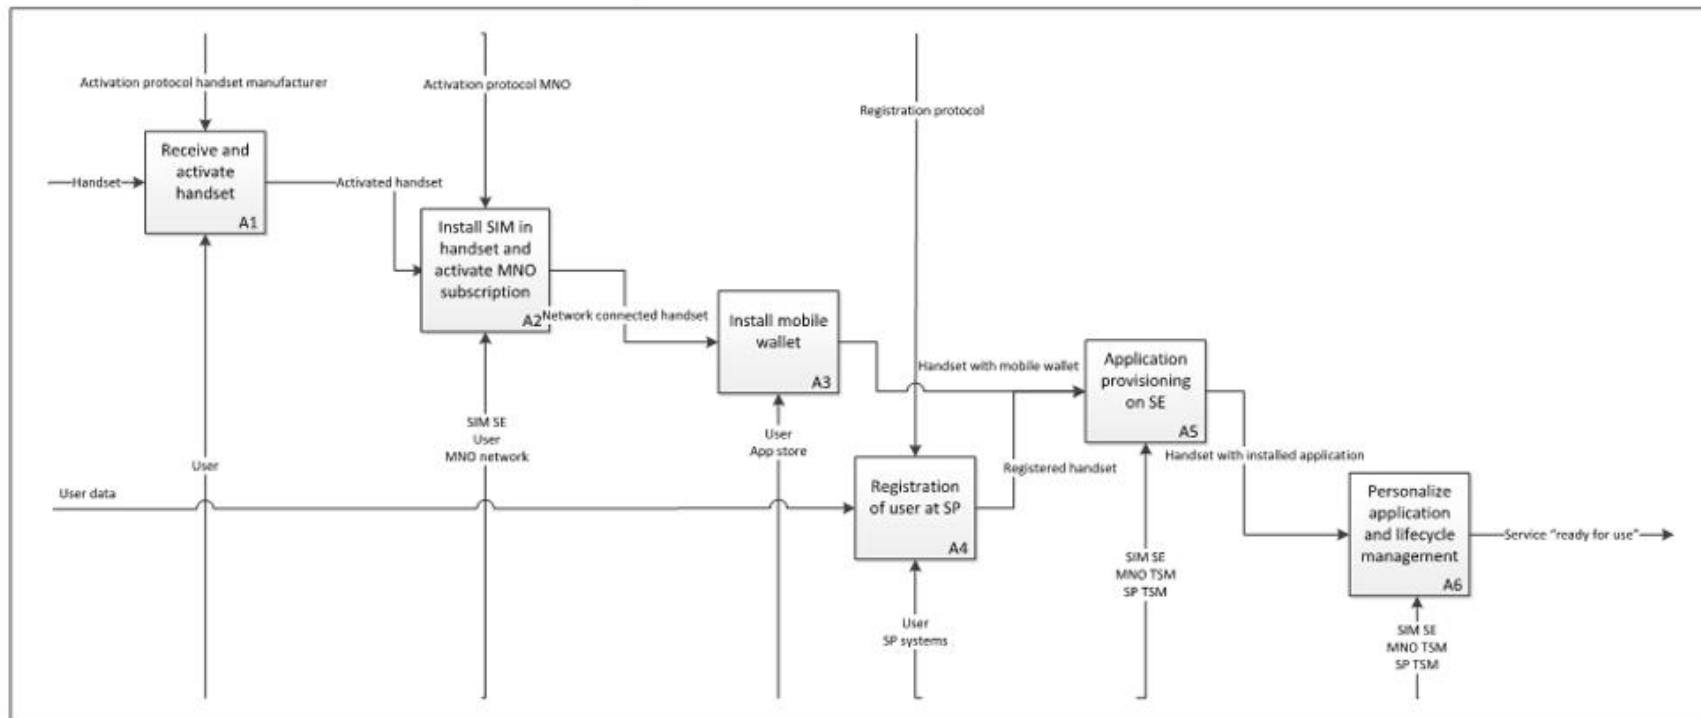 Activation protocol handset manufacturer
Activation protocol MNO
Registration protocol
Receive and
activate
handset
A1
Handset
Activated handset
Install SIM in
handset and
activate MNO
subscription
A2
Network connected handset
Install mobile
wallet
A3
Handset with mobile wallet
Application
provisioning
on SE
A5
SIM SE
User
MNO network
User
App store
User
User data
Registration
of user at SP
A4
Registered handset
Handset with installed application
Personalize
application
and lifecycle
management
A6
Service "ready for use"
SIM SE
MNO TSM
SP TSM
User
SP systems
SIM SE
MNO TSM
SP TSM